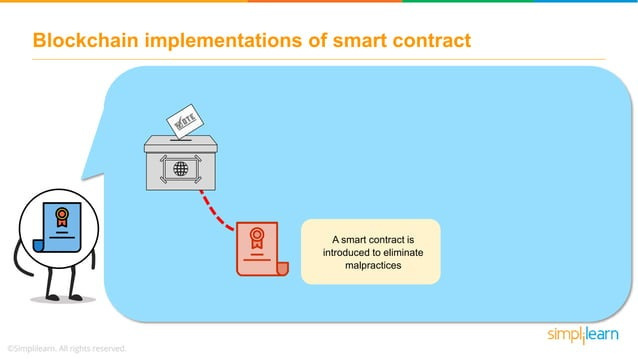 Blockchain implementations of smart contract
VOTE
A smart contract is
introduced to eliminate
malpractices
simplilearn
©Simplilearn. All rights reserved.